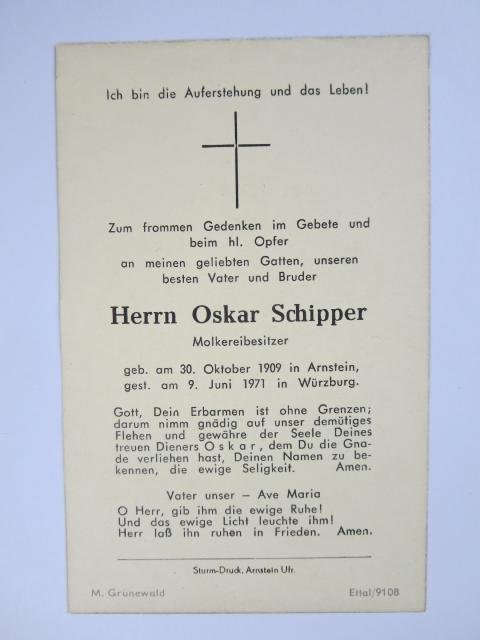 Ich bin die Auferstehung und das Leben!
Zum frommen Gedenken im Gebete und
beim hl. Opfer
an meinen geliebten Gatten, unseren
besten Vater und Bruder
Herrn Oskar Schipper
Molkereibesitzer
geb. am 30. Oktober 1909 in Arnstein,
gest. am 9. Juni 1971 in Würzburg.
Gott, Dein Erbarmen ist ohne Grenzen;
darum nimm gnädig auf unser demütiges
Flehen und gewähre der Seele Deines
treuen Dieners Oskar, dem Du die Gna-
de verliehen hast, Deinen Namen zu be-
kennen, die ewige Seligkeit. Amen.
Vater unser – Ave Maria
O Herr, gib ihm die ewige Ruhe!
Und das ewige Licht leuchte ihm!
Herr laß ihn ruhen in Frieden. Amen.
Sturm-Druck, Arnstein Ufr.
M. Grünewald Ettal/9108